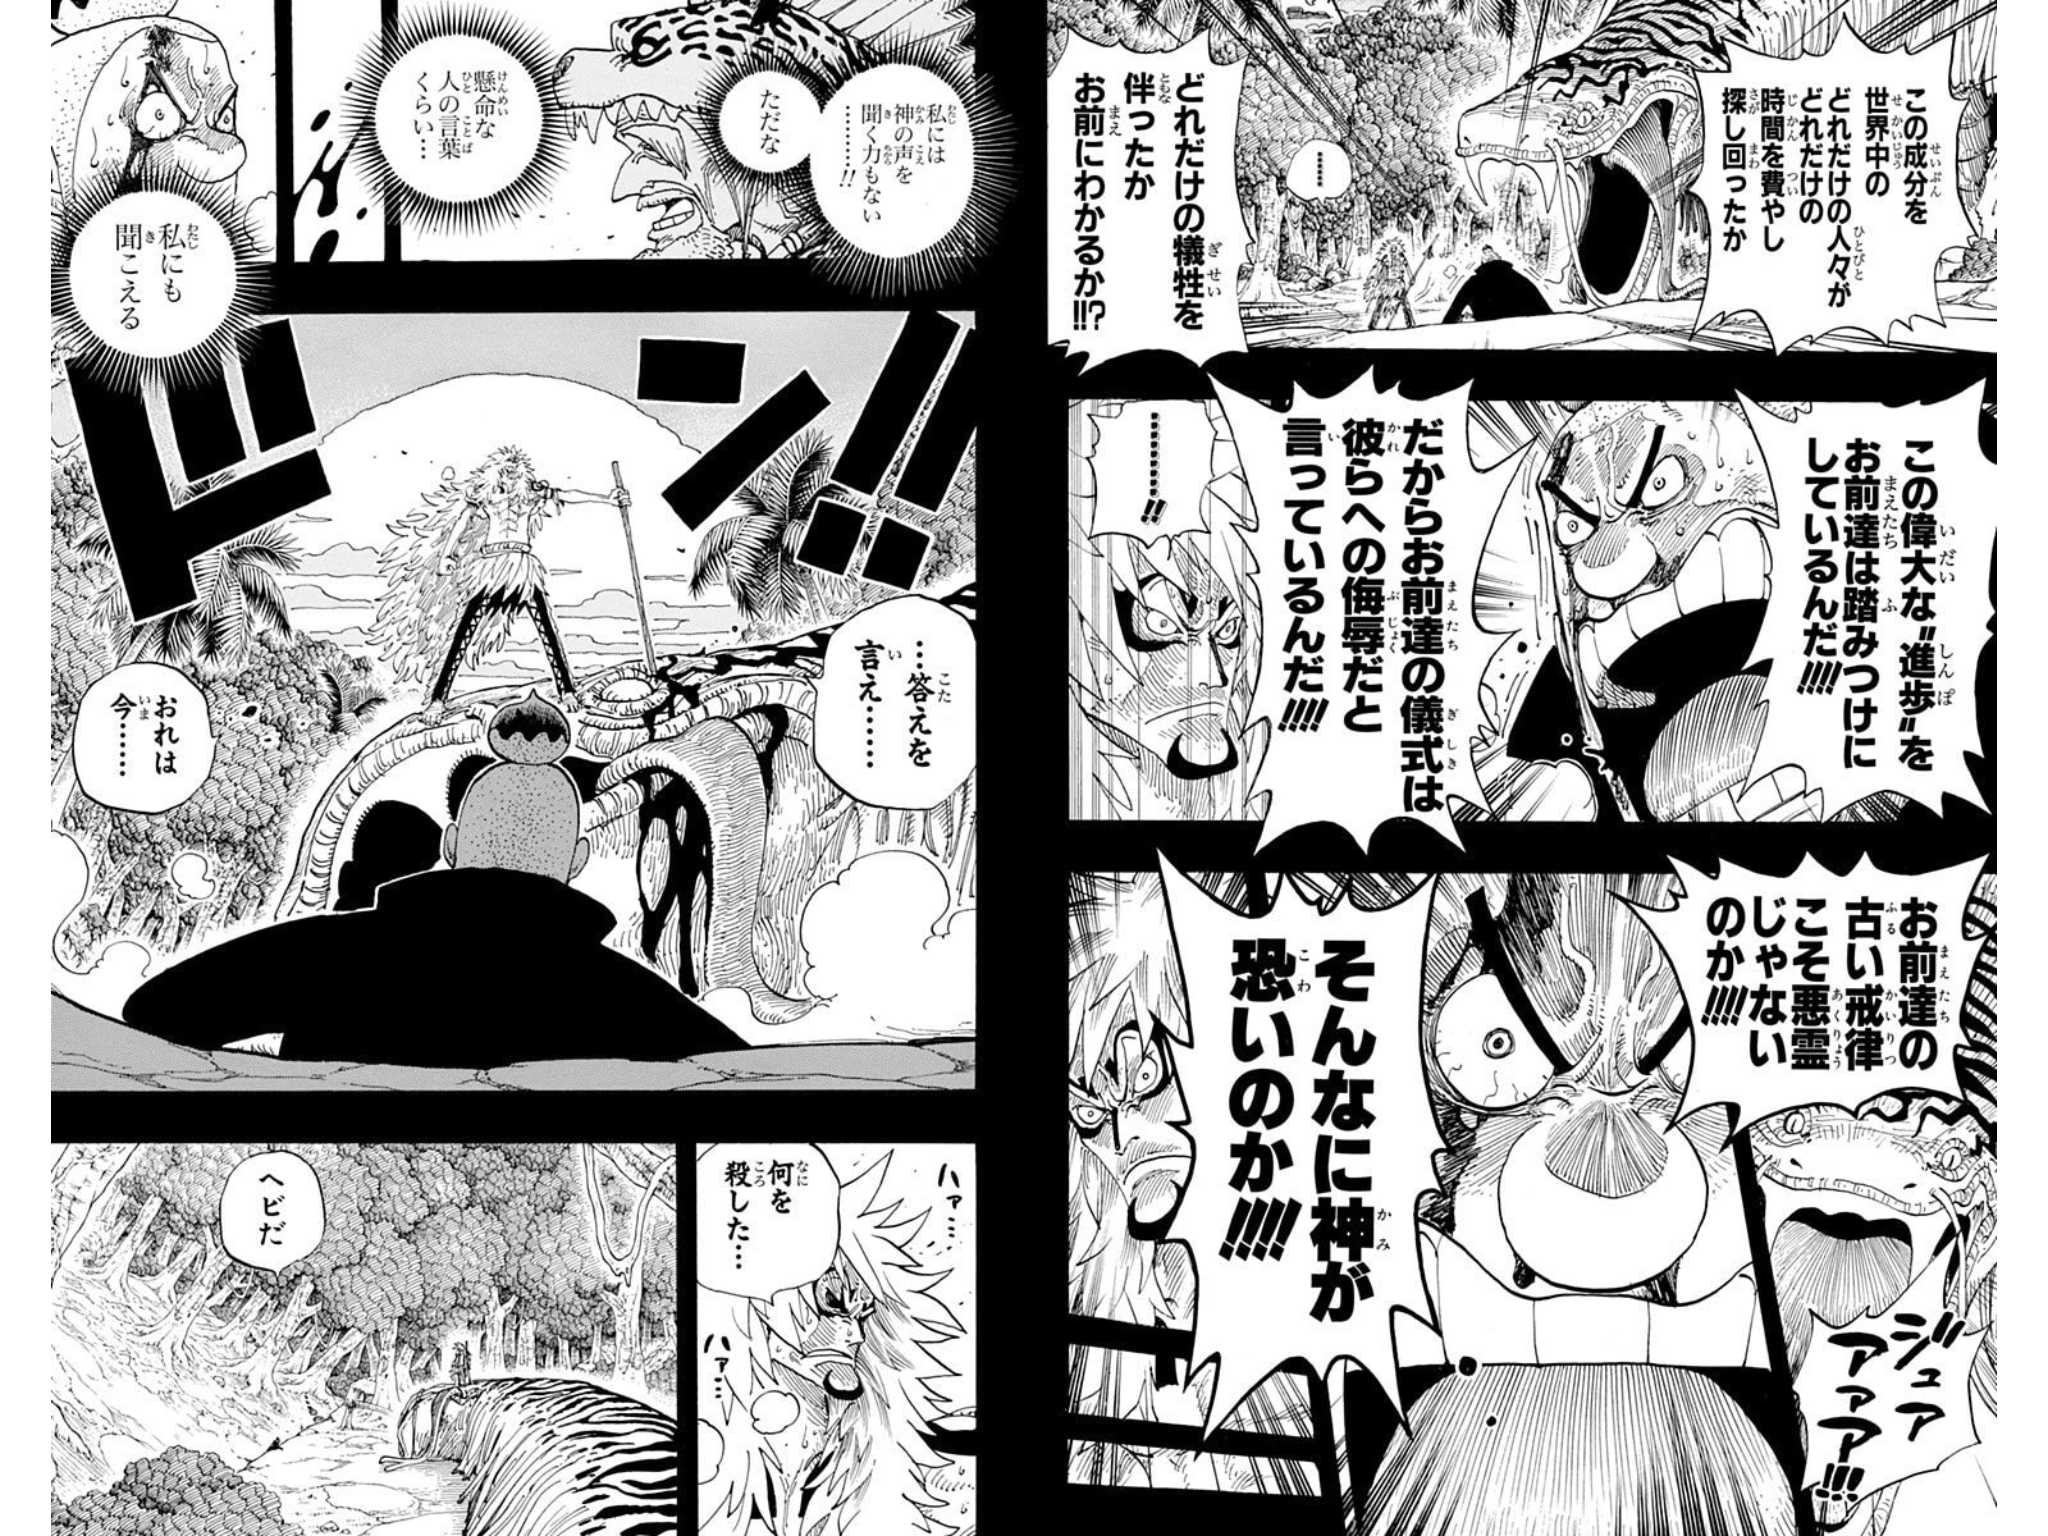 この成分を
世界中の
どれだけの人々が
どれだけの
時間を費やし
探し回ったか
………
どれだけの犠牲を
伴ったか
お前にわかるか!!?
この偉大な〝進歩〟を
お前達は踏みつけに
しているんだ!!!!
だからお前達の儀式は
彼らへの侮辱だと
言っているんだ!!!!
…………!!
お前達の
古い戒律
こそ悪霊
じゃない
のか!!!!
ジュア
アァアァ!!!
そんなに神が
恐いのか!!!!
私には
神の声を
聞く力もない
………!!
ただな
懸命な
人の言葉
くらい…
私にも
聞こえる
ドン!!
…答えを
言え……
おれは
今……
ハァ…
何を
殺した…
ハァ…
ヘビだ